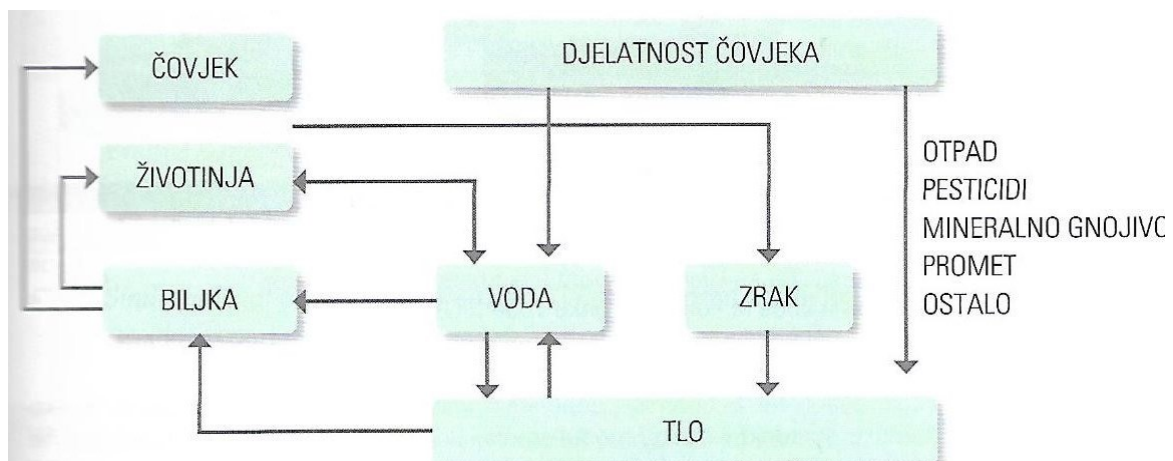 ČOVJEK
DJELATNOST ČOVJEKA
ŽIVOTINJA
OTPAD
PESTICIDI
MINERALNO GNOJIVO
PROMET
OSTALO
BILJKA
VODA
ZRAK
TLO